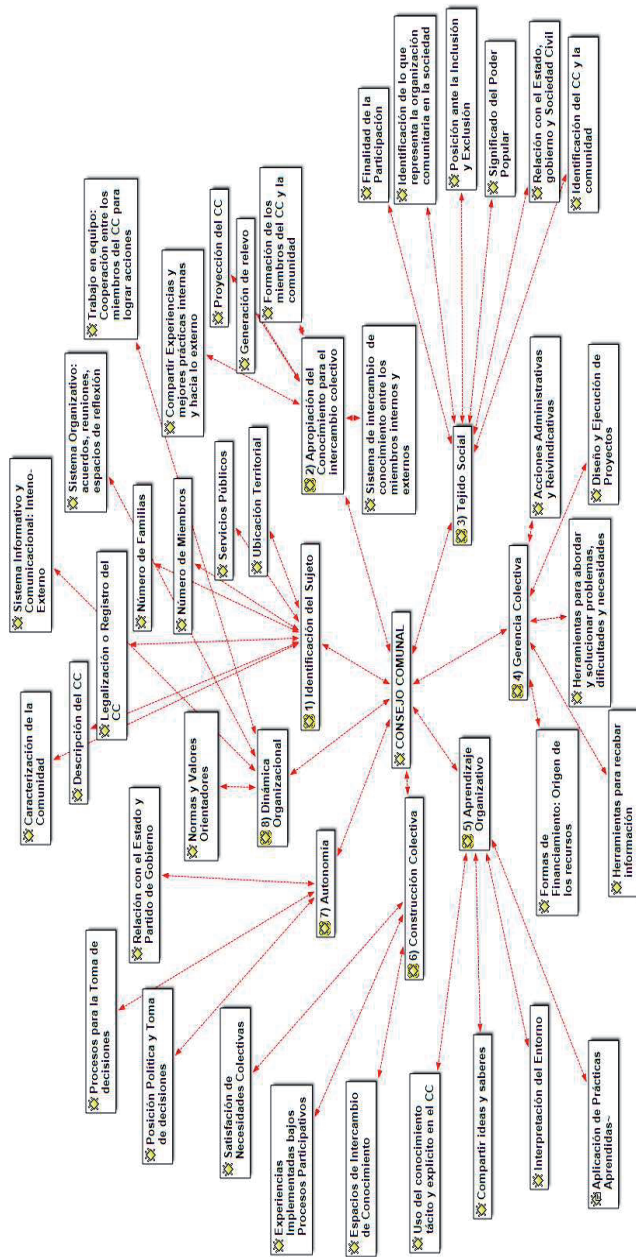 Caracterización de la
Comunidad
Descripción del CC
Legalización o Registro del
CC
Sistema Informativo y
Comunicacional: Inteno-
Externo
Número de Familias
Número de Miembros
Sistema Organizativo:
acuerdos, reuniones,
espacios de reflexión
Servicios Públicos
Ubicación Territorial
Trabajo en equipo:
Cooperación entre los
miembros del CC para
lograr acciones
Compartir Experiencias y
mejores prácticas internas
y hacia lo externo
Proyección del CC
Generación de relevo
Formación de los
miembros del CC y la
comunidad
Procesos para la Toma de
decisiones
Posición Política y Toma
de decisiones
Relación con el Estado y
Partido de Gobierno
Normas y Valores
Orientadores
8) Dinámica
Organizacional
1) Identificación del Sujeto
2) Apropiación del
Conocimiento para el
intercambio colectivo
Sistema de intercambio de
conocimiento entre los
miembros internos y
externos
7) Autonomía
CONSEJO COMUNAL
Satisfacción de
Necesidades Colectivas
Experiencias
Implementadas bajos
Procesos Participativos
Espacios de Intercambio
de Conocimiento
6) Construcción Colectiva
5) Aprendizaje
Organizativo
Uso del conocimiento
tácito y explícito en el CC
Compartir ideas y saberes
Interpretación del Entorno
Aplicación de Prácticas
Aprendidas~
4) Gerencia Colectiva
Formas de
Financiamiento: Origen de
los recursos
Herramientas para recabar
información
Herramientas para abordar
y solucionar problemas,
dificultades y necesidades
Diseño y Ejecución de
Proyectos
Acciones Administrativas
y Reivindicativas
3) Tejido Social
Finalidad de la
Participación
Identificación de lo que
representa la organización
comunitaria en la sociedad
Posición ante la Inclusión
y Exclusión
Significado del Poder
Popular
Relación con el Estado,
gobierno y Sociedad Civil
Identificación del CC y la
comunidad